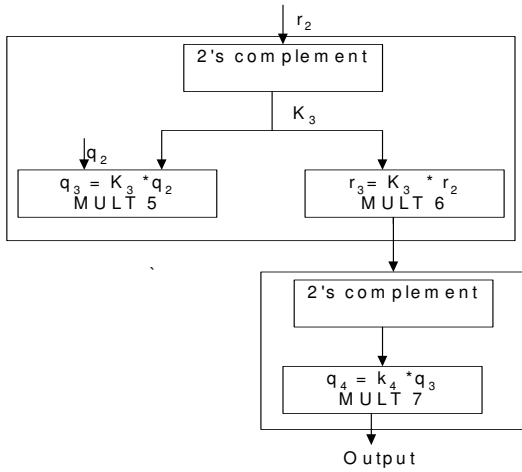 r₂
2's complement
K₃
q₂
q₃ = K₃ *q₂
MULT 5
r₃= K₃ * r₂
MULT 6
`
2's complement
q₄ = k₄ *q₃
MULT 7
Output